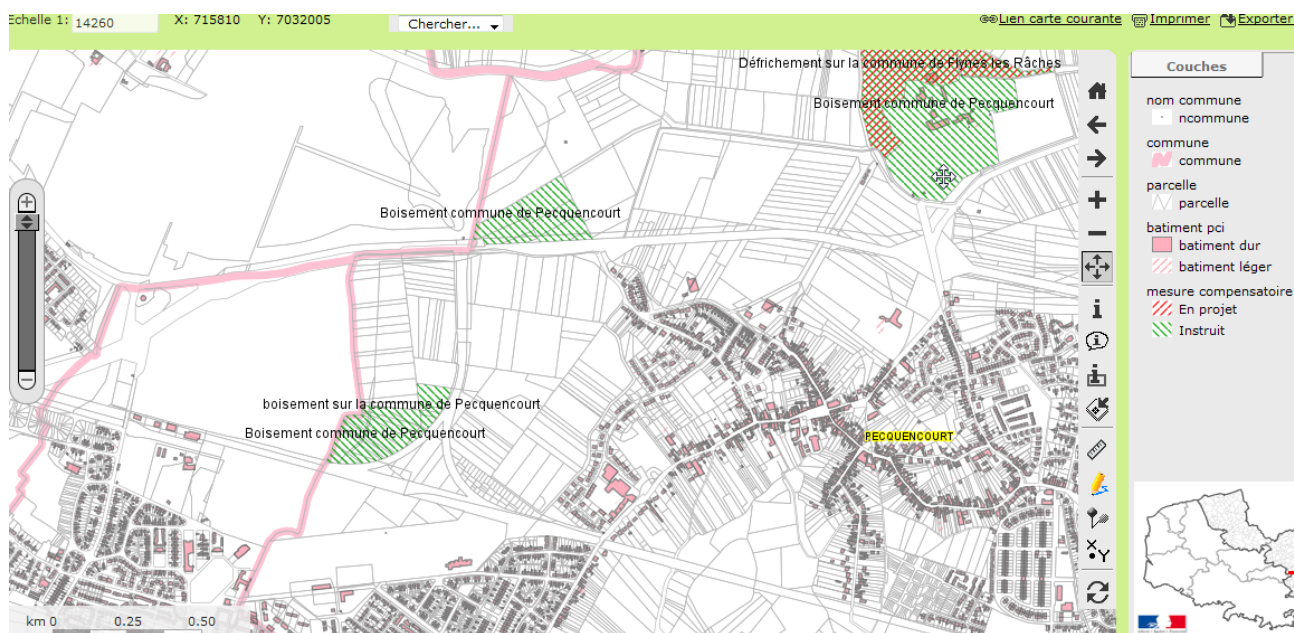 Echelle 1: 14260 X: 715810 Y: 7032005 Chercher... Lien carte courante Imprimer Exporter
Défrichement sur la commune de Flynes les Râches
Boisement commune de Pecquencourt
Boisement commune de Pecquencourt
boisement sur la commune de Pecquencourt
Boisement commune de Pecquencourt
PECQUENCOURT
km 0 0.25 0.50
Couches
nom commune
ncommune
commune
commune
parcelle
parcelle
batiment pci
batiment dur
batiment léger
mesure compensatoire
En projet
Instruit